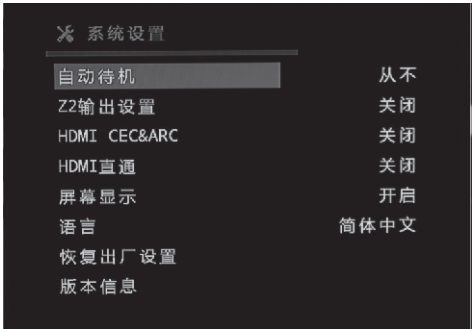 系统设置
自动待机 从不
Z2输出设置 关闭
HDMI CEC&ARC 关闭
HDMI直通 关闭
屏幕显示 开启
语言 简体中文
恢复出厂设置
版本信息